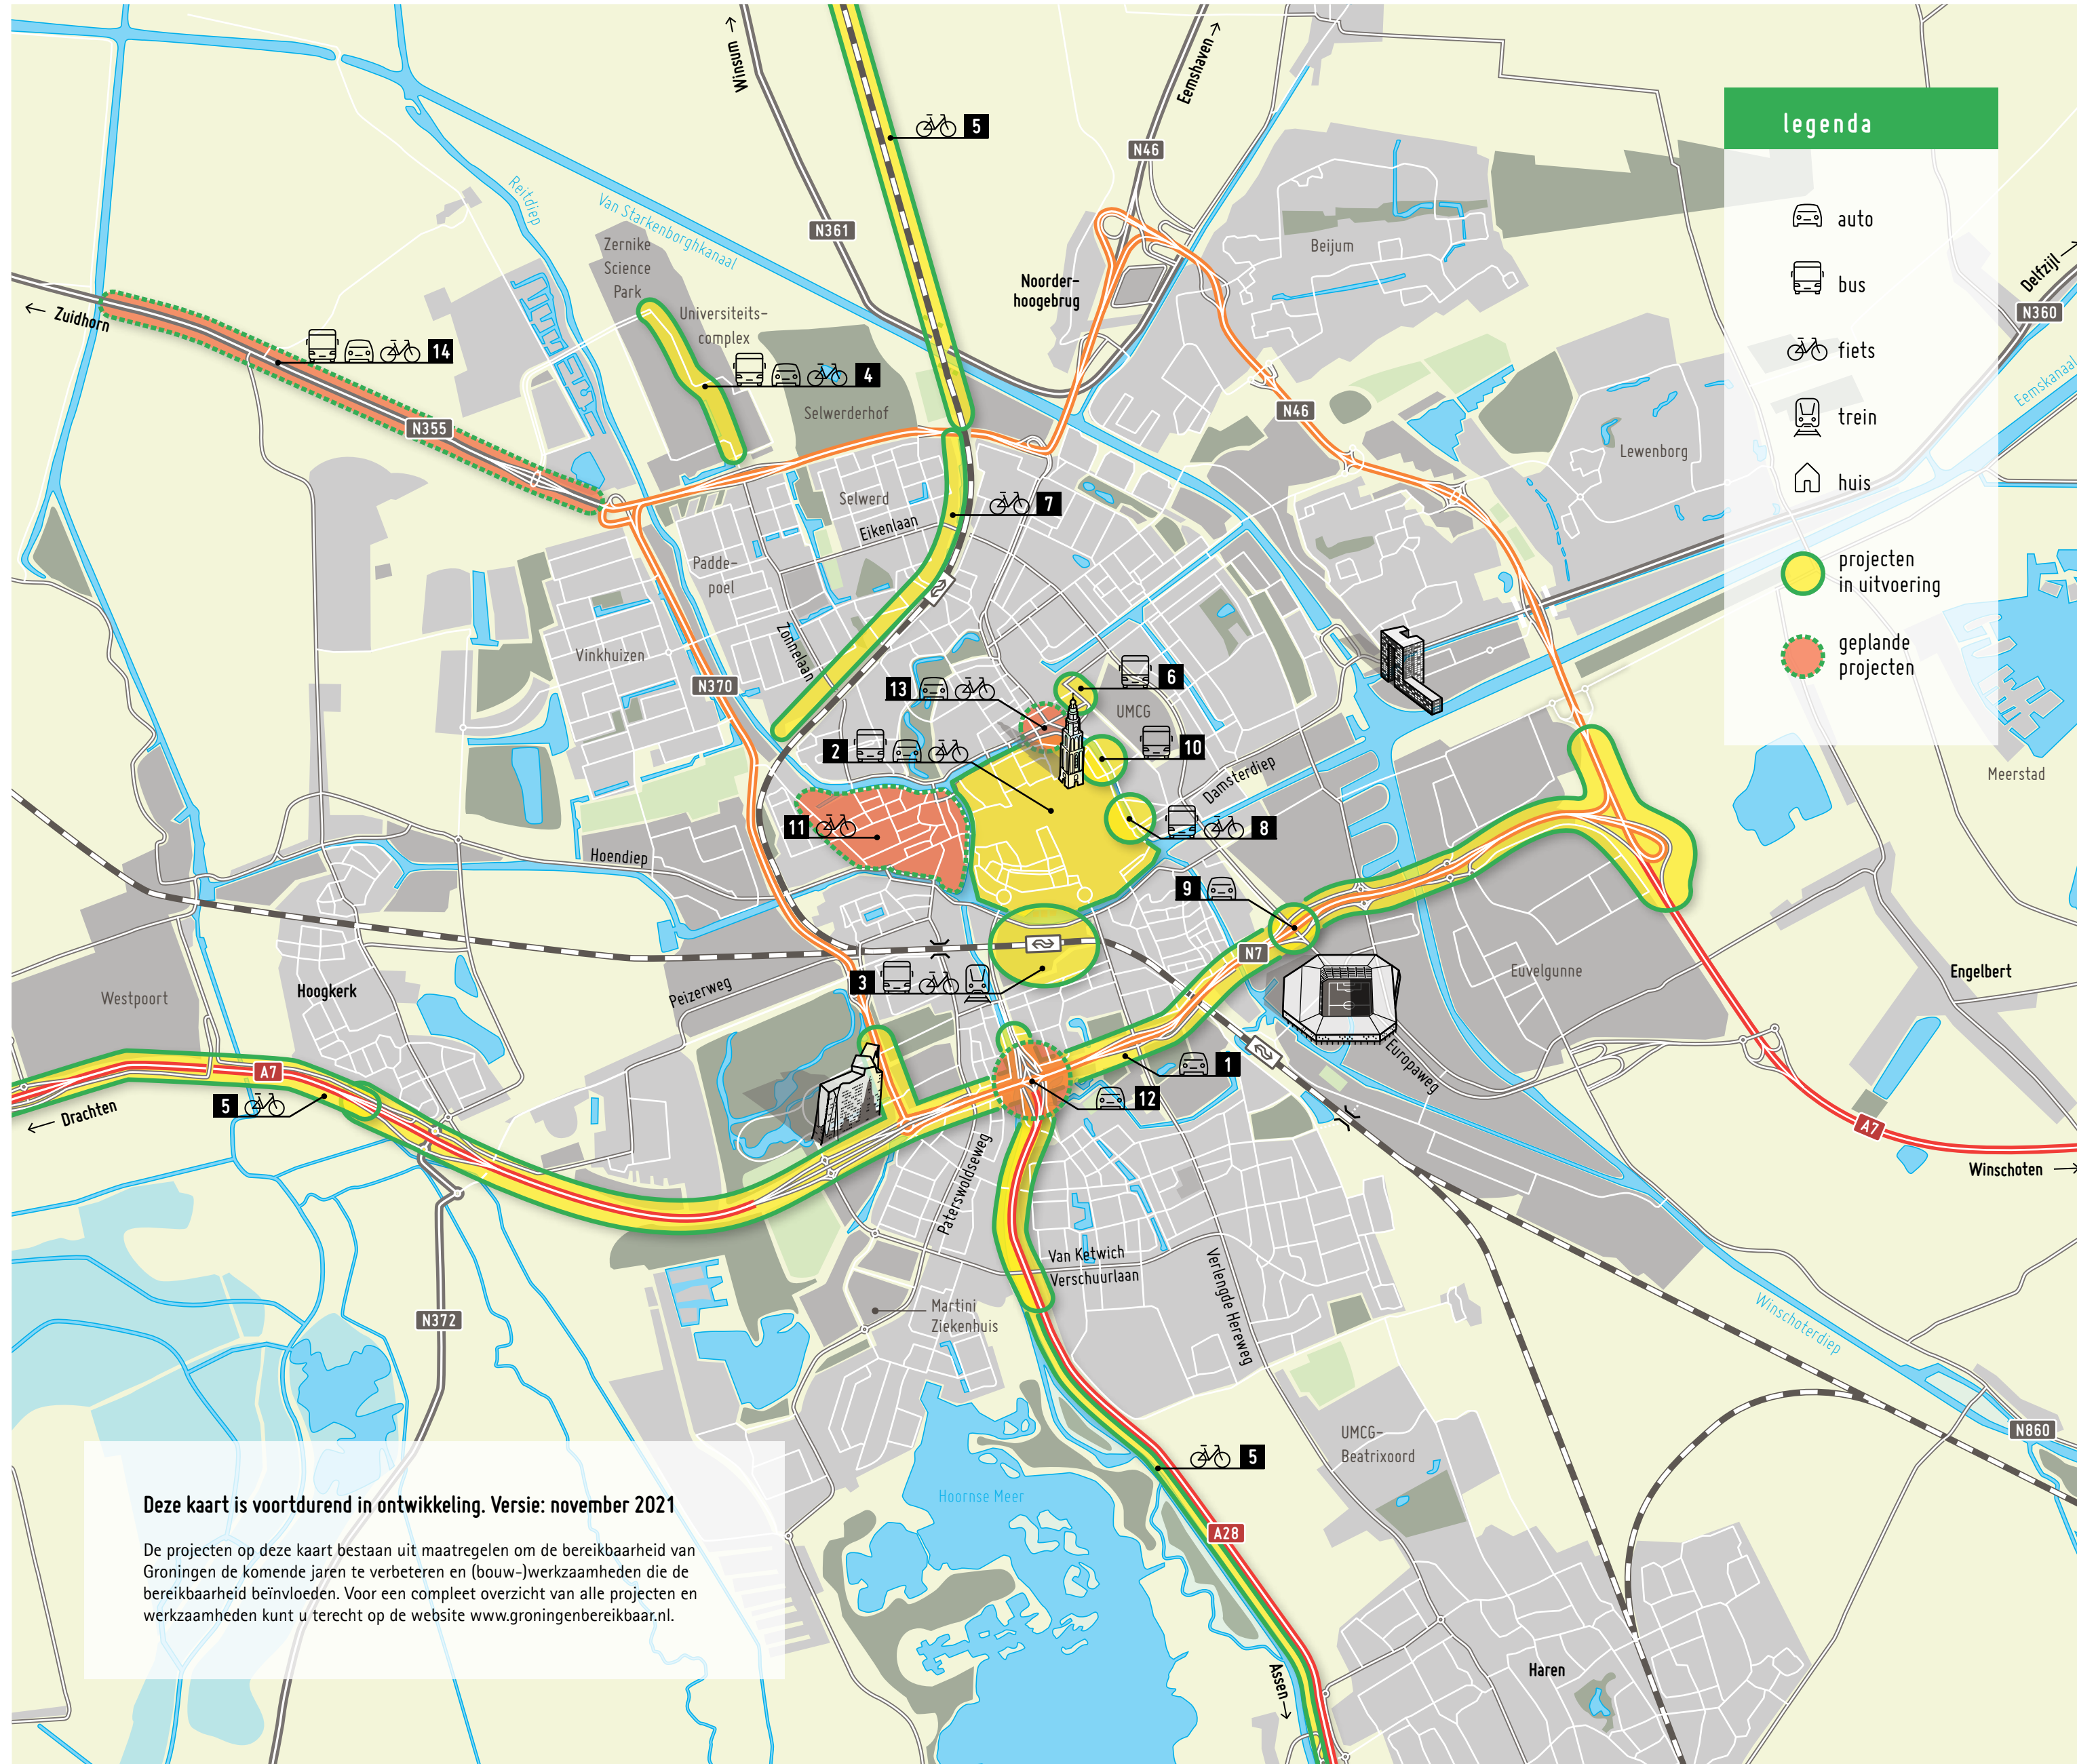 Winsum
Eemshaven
5
N46
legenda
auto
bus
fiets
trein
huis
projecten
in uitvoering
geplande
projecten
Reitdiep
Van Starkenborghkanaal
N361
Zernike
Science
Park
Universiteits-
complex
Beijum
Noorder-
hoogebrug
Delfzijl
N360
Eemskanaal
Zuidhorn
14
4
Selwerderhof
N355
N46
Lewenborg
Selwerd
7
Eikenlaan
Padde-
poel
Zonnelaan
Vinkhuizen
N370
13
6
UMCG
2
10
Damsterdiep
Meerstad
11
8
Hoendiep
9
N7
Westpoort
Hoogkerk
Peizerweg
3
Euvelgunne
Engelbert
A7
5
Drachten
1
12
Europaweg
A7
Winschoten
Paterswoldseweg
Van Ketwich
Verschuurlaan
Verlengde Hereweg
Martini
Ziekenhuis
N372
Winschoterdiep
N860
UMCG-
Beatrixoord
5
Hoornse Meer
A28
Assen
Haren
Deze kaart is voortdurend in ontwikkeling. Versie: november 2021
De projecten op deze kaart bestaan uit maatregelen om de bereikbaarheid van
Groningen de komende jaren te verbeteren en (bouw-)werkzaamheden die de
bereikbaarheid beïnvloeden. Voor een compleet overzicht van alle projecten en
werkzaamheden kunt u terecht op de website www.groningenbereikbaar.nl.